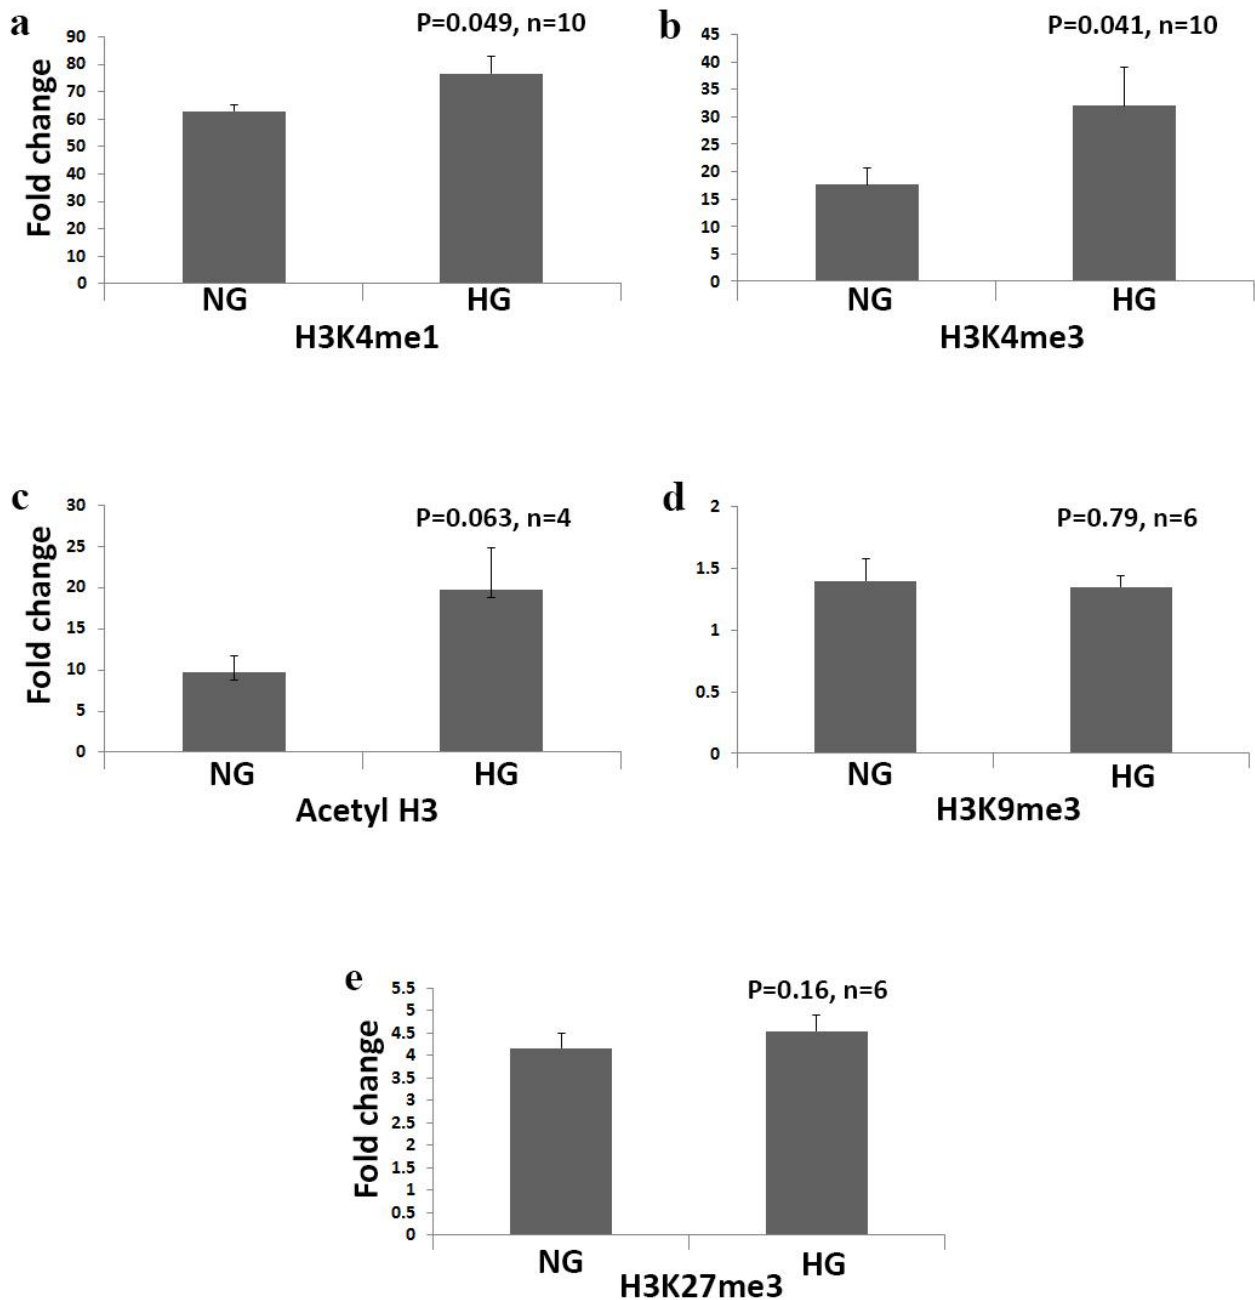 a
P=0.049, n=10
Fold change
90
80
70
60
50
40
30
20
10
0
NG HG
H3K4me1
b
P=0.041, n=10
45
40
35
30
25
20
15
10
5
0
NG HG
H3K4me3
c
P=0.063, n=4
Fold change
30
25
20
15
10
5
0
NG HG
Acetyl H3
d
P=0.79, n=6
2
1.5
1
0.5
0
NG HG
H3K9me3
e
P=0.16, n=6
Fold change
5.5
5
4.5
4
3.5
3
2.5
2
1.5
1
0.5
0
NG HG
H3K27me3